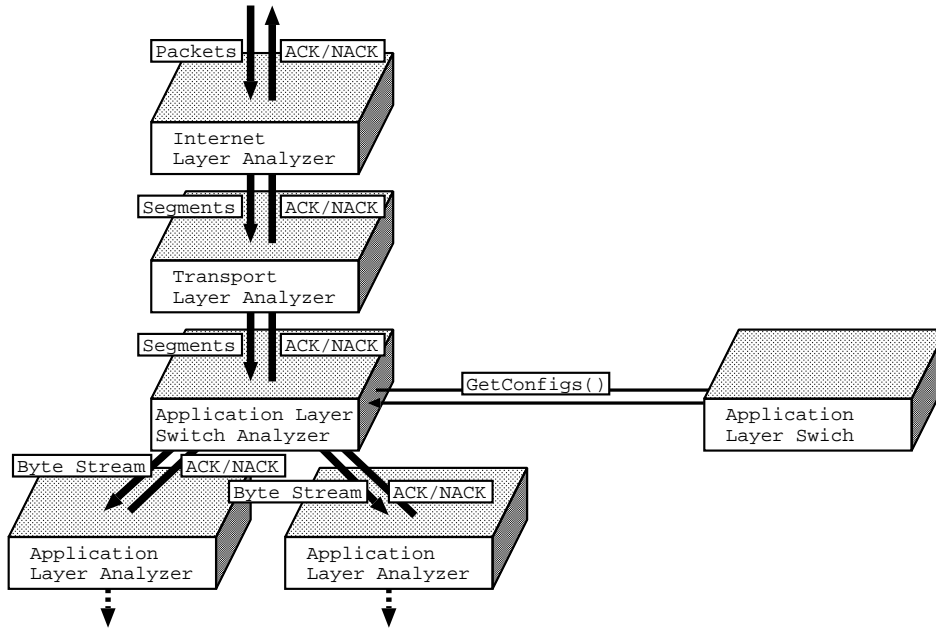 Packets
ACK/NACK
Internet
Layer Analyzer
Segments
ACK/NACK
Transport
Layer Analyzer
Segments
ACK/NACK
GetConfigs()
Application Layer
Switch Analyzer
Application
Layer Swich
Byte Stream
ACK/NACK
Byte Stream
ACK/NACK
Application
Layer Analyzer
Application
Layer Analyzer